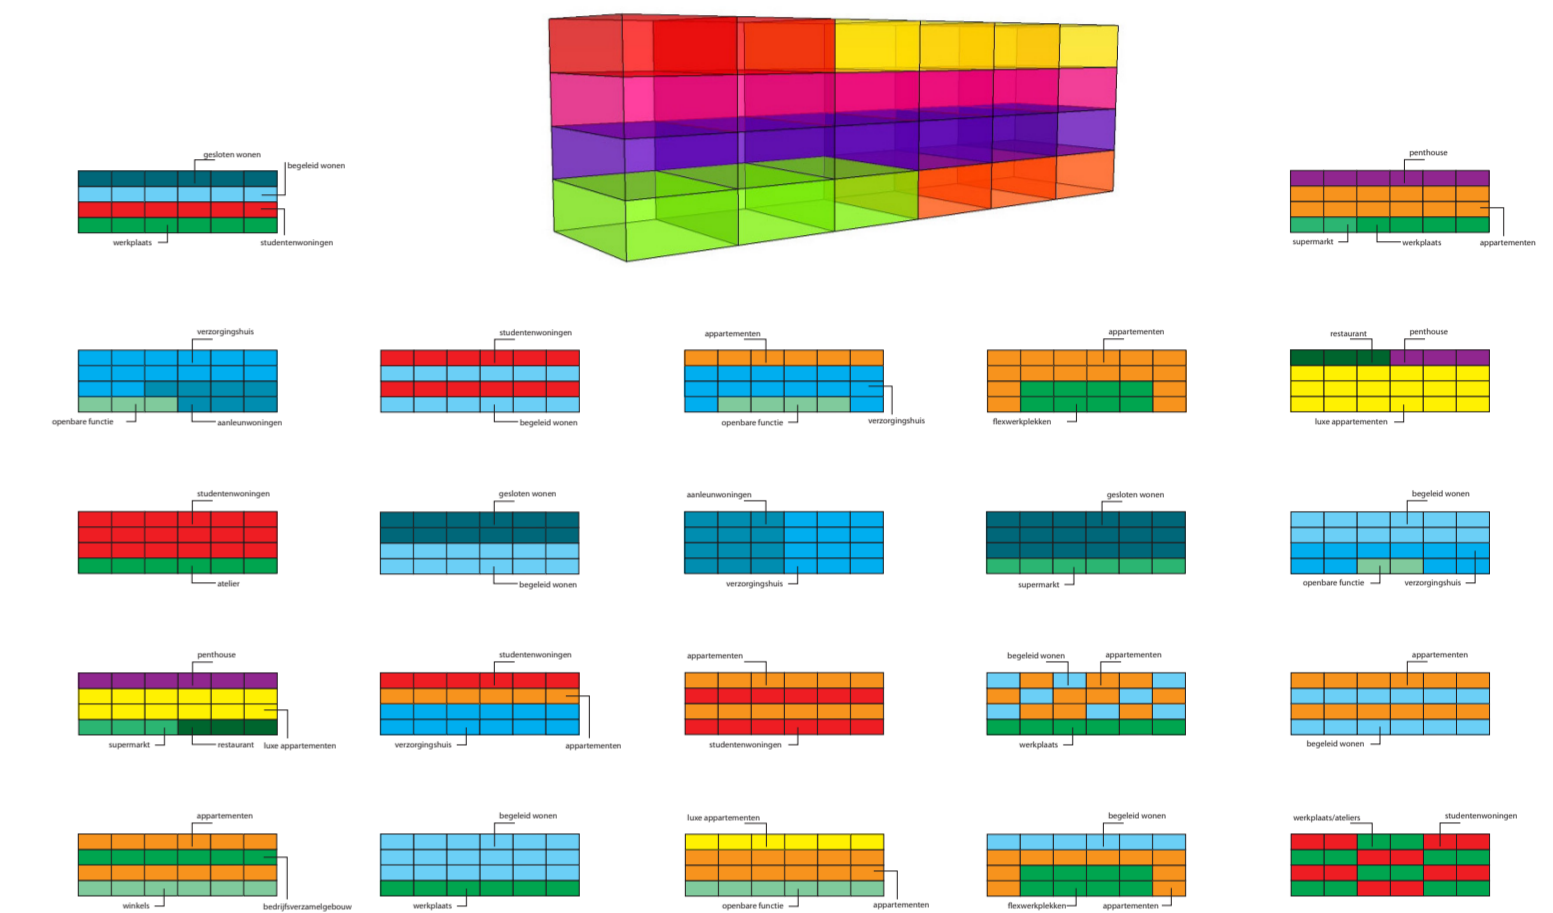 gesloten wonen
begeleid wonen
werkplaats
studentenwoningen
penthouse
supermarkt
werkplaats
appartementen
verzorgingshuis
openbare functie
aanleunwoningen
studentenwoningen
begeleid wonen
appartementen
openbare functie
verzorgingshuis
appartementen
flexwerkplekken
restaurant
penthouse
luxe appartementen
studentenwoningen
atelier
gesloten wonen
begeleid wonen
aanleunwoningen
verzorgingshuis
gesloten wonen
supermarkt
begeleid wonen
openbare functie
verzorgingshuis
penthouse
supermarkt
restaurant
luxe appartementen
studentenwoningen
verzorgingshuis
appartementen
appartementen
studentenwoningen
begeleid wonen
appartementen
werkplaats
appartementen
begeleid wonen
appartementen
winkels
bedrijfsverzamelgebouw
begeleid wonen
werkplaats
luxe appartementen
openbare functie
appartementen
begeleid wonen
flexwerkplekken
appartementen
werkplaats/ateliers
studentenwoningen